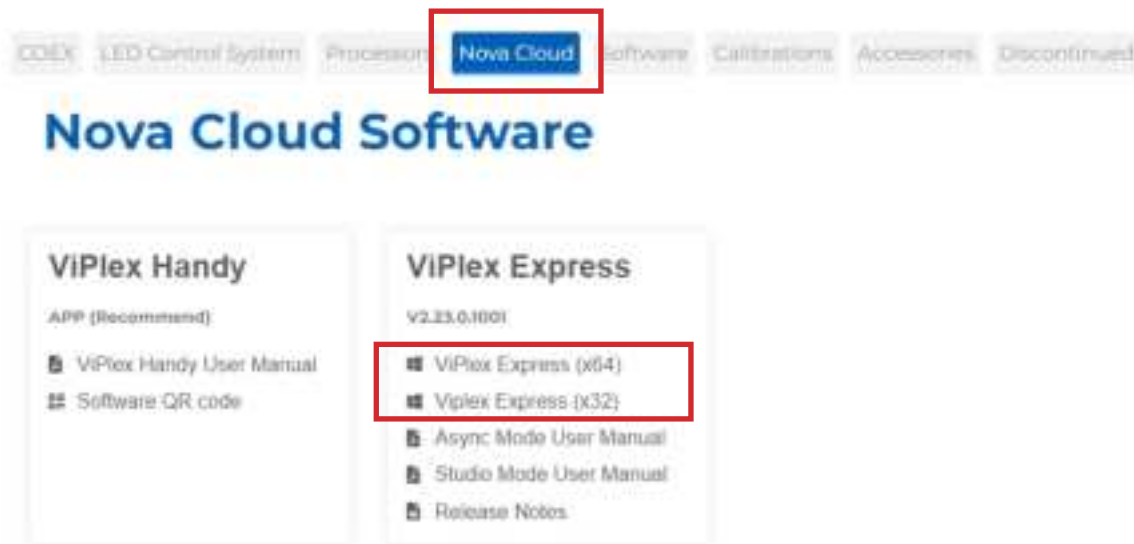 COEX LED Control System Processors Nova Cloud Software Calibrations Accessories Discontinued
Nova Cloud Software
ViPlex Handy
APP (Recommend)
ViPlex Handy User Manual
Software QR code
ViPlex Express
V2.23.0.1001
ViPlex Express (x64)
Viplex Express (x32)
Async Mode User Manual
Studio Mode User Manual
Release Notes